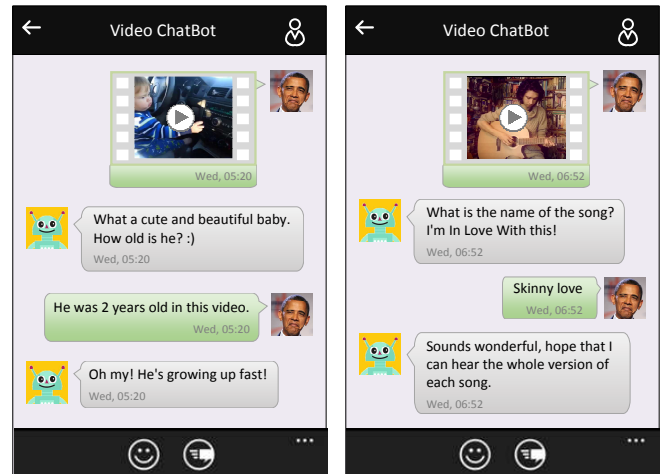 Video ChatBot
Wed, 05:20
What a cute and beautiful baby.
How old is he? :)
Wed, 05:20
He was 2 years old in this video.
Wed, 05:20
Oh my! He's growing up fast!
Wed, 05:20
Video ChatBot
Wed, 06:52
What is the name of the song?
I'm In Love With this!
Wed, 06:52
Skinny love
Wed, 06:52
Sounds wonderful, hope that I
can hear the whole version of
each song.
Wed, 06:52